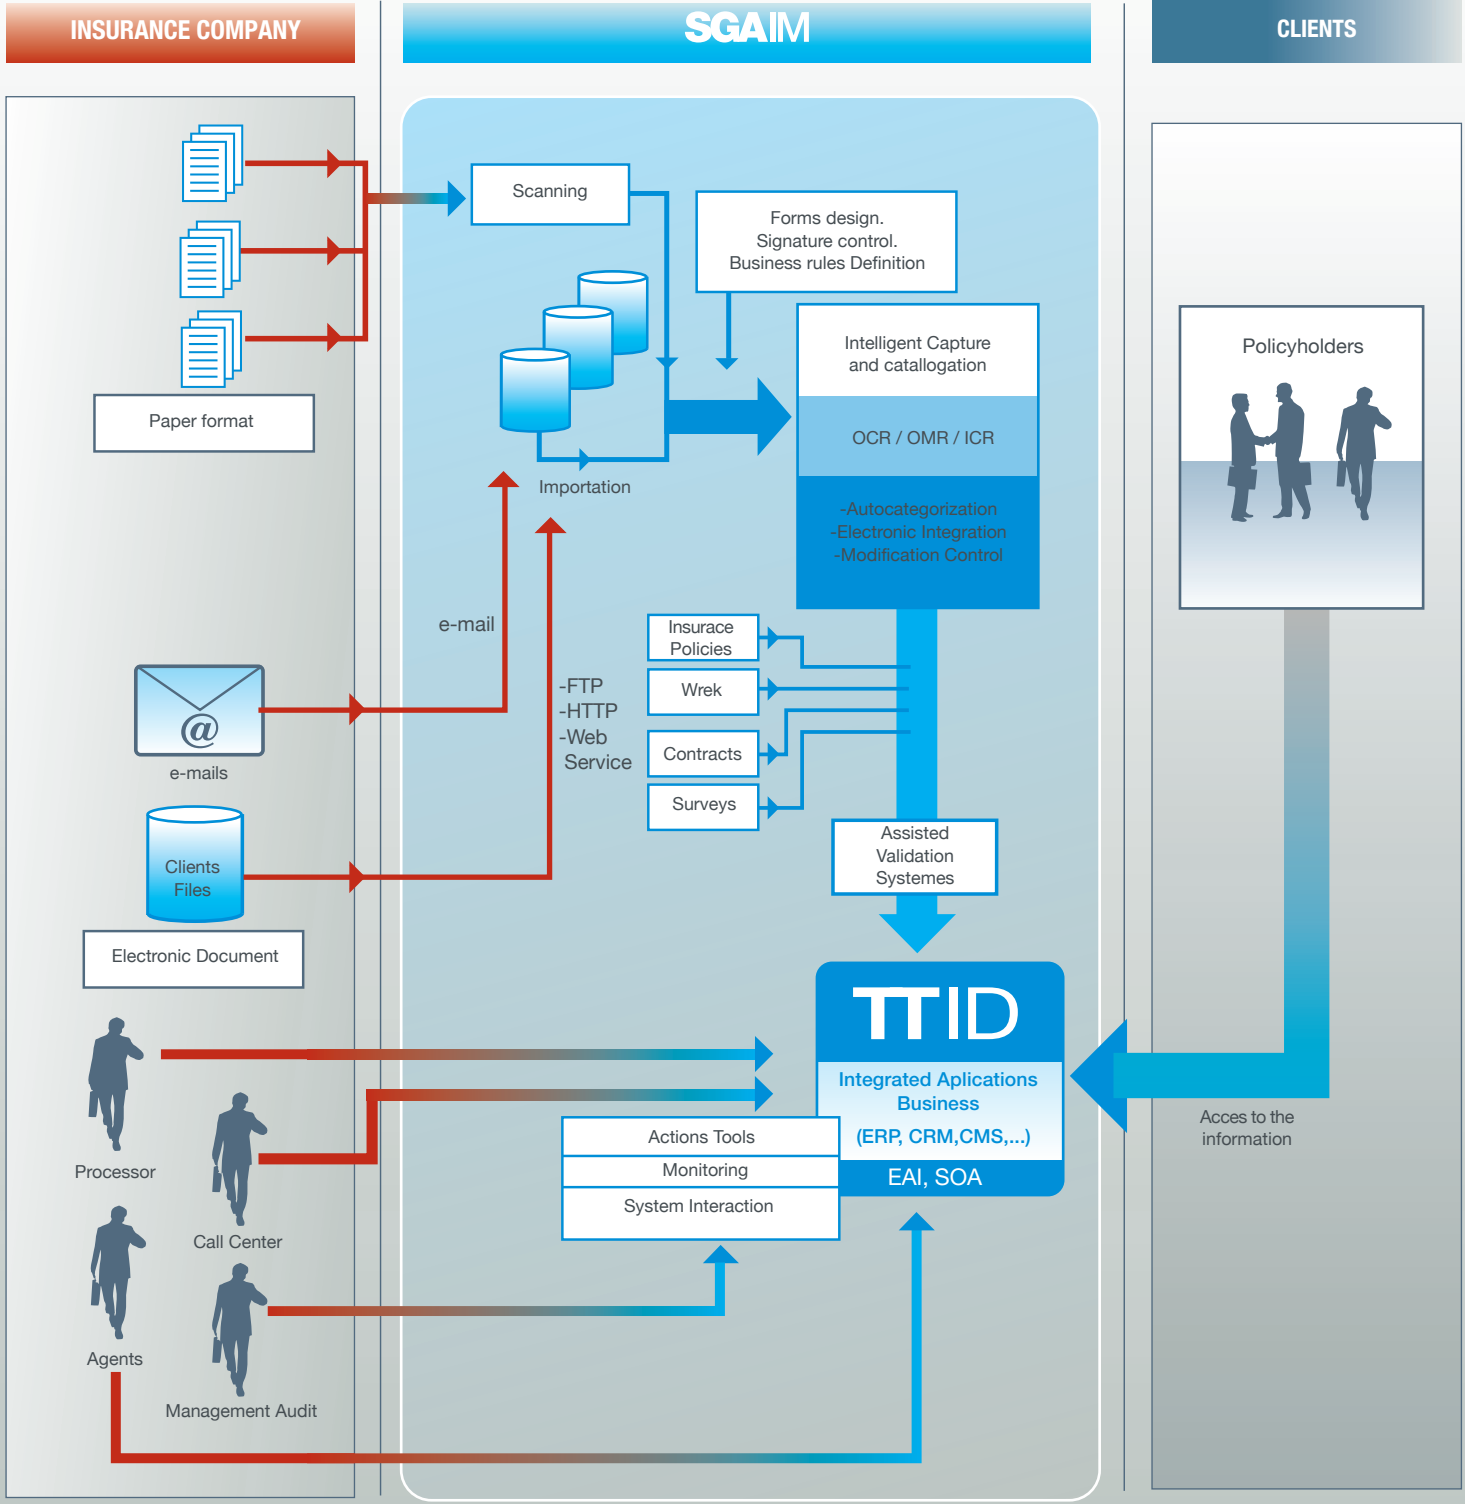 INSURANCE COMPANY
SGAIM
CLIENTS
Scanning
Forms design.
Signature control.
Business rules Definition
Intelligent Capture
and catallogation
OCR / OMR / ICR
-Autocategorization
-Electronic Integration
-Modification Control
Policyholders
Paper format
Importation
e-mail
-FTP
-HTTP
-Web
Service
Insurace
Policies
Wrek
Contracts
Surveys
@
e-mails
Clients
Files
Electronic Document
Assisted
Validation
Systemes
TTID
Integrated Aplications
Business
(ERP, CRM,CMS,...)
EAI, SOA
Actions Tools
Monitoring
System Interaction
Acces to the
information
Processor
Call Center
Agents
Management Audit